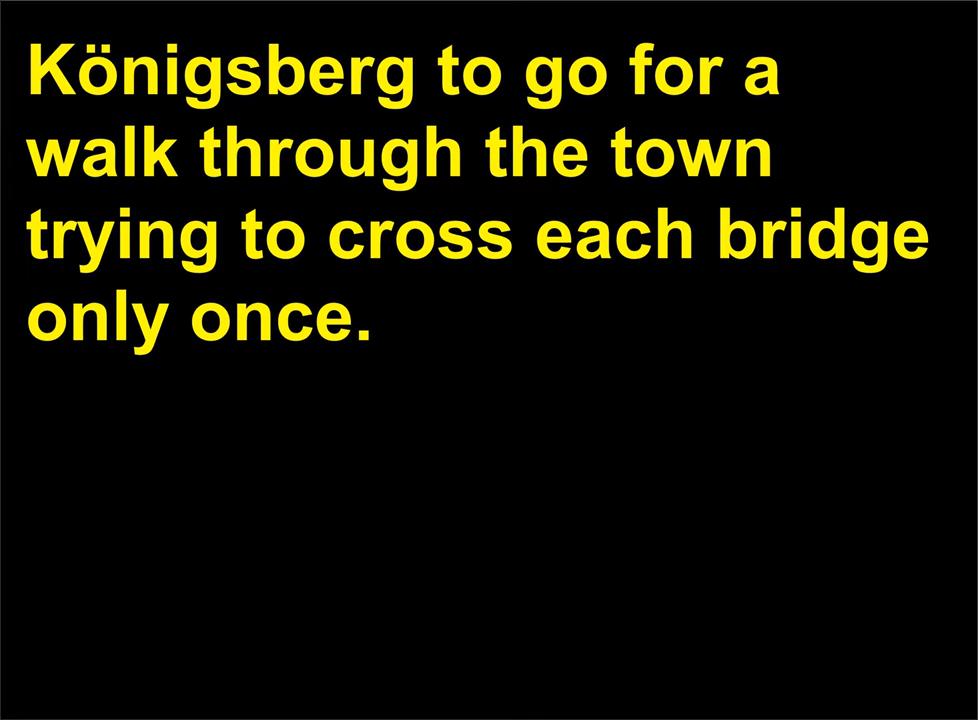 Königsberg to go for a
walk through the town
trying to cross each bridge
only once.